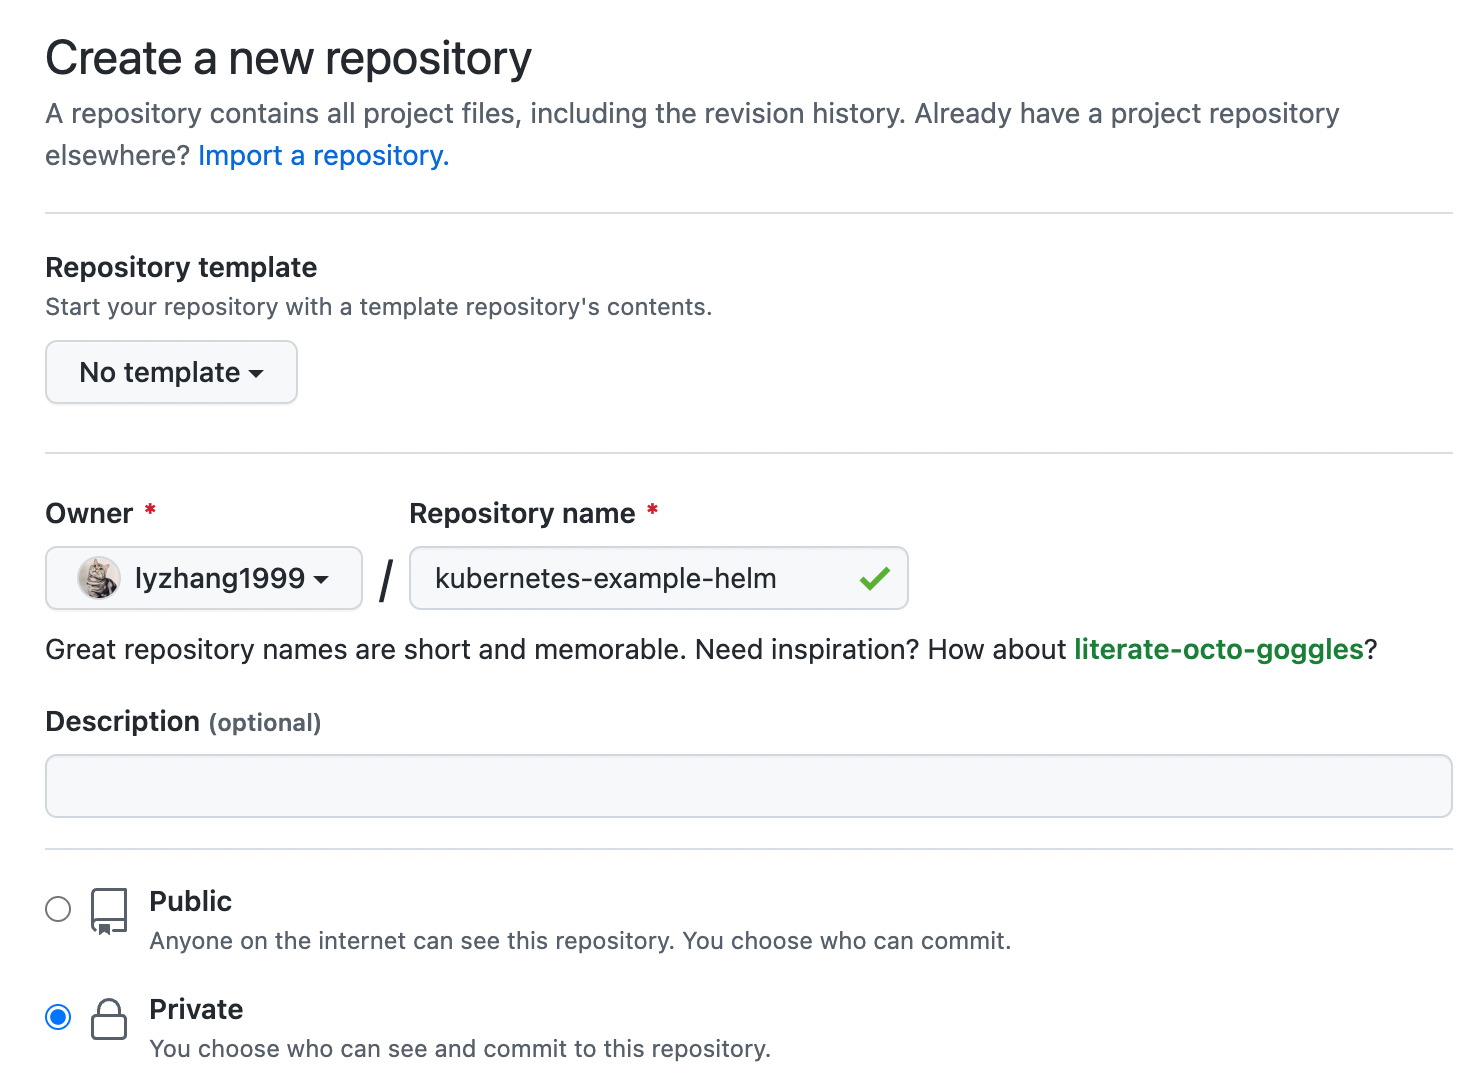 Create a new repository
A repository contains all project files, including the revision history. Already have a project repository
elsewhere? Import a repository.
Repository template
Start your repository with a template repository's contents.
No template
Owner * Repository name *
lyzhang1999 / kubernetes-example-helm
Great repository names are short and memorable. Need inspiration? How about literate-octo-goggles?
Description (optional)
Public
Anyone on the internet can see this repository. You choose who can commit.
Private
You choose who can see and commit to this repository.